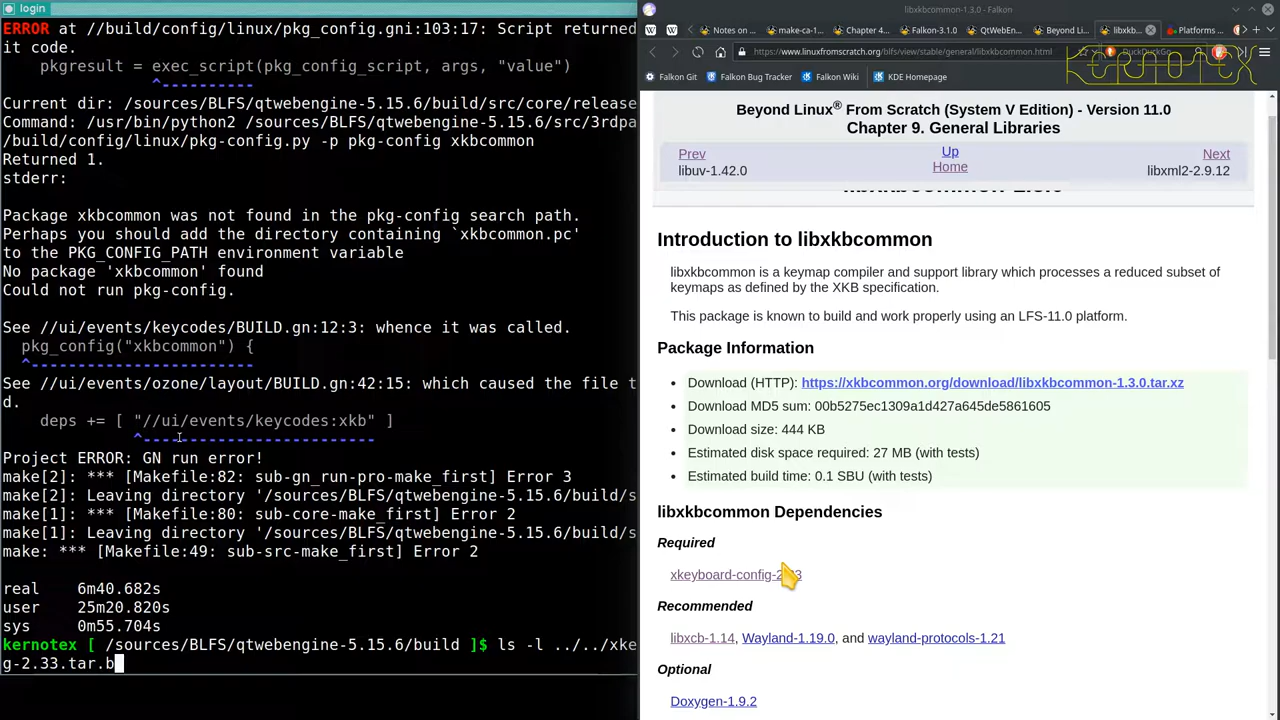 login
ERROR at //build/config/linux/pkg_config.gni:103:17: Script returned
it code.
pkgresult = exec_script(pkg_config_script, args, "value")
^----------
Current dir: /sources/BLFS/qtwebengine-5.15.6/build/src/core/release
Command: /usr/bin/python2 /sources/BLFS/qtwebengine-5.15.6/src/3rdpa
/build/config/linux/pkg-config.py -p pkg-config xkbcommon
Returned 1.
stderr:
Package xkbcommon was not found in the pkg-config search path.
Perhaps you should add the directory containing `xkbcommon.pc'
to the PKG_CONFIG_PATH environment variable
No package 'xkbcommon' found
Could not run pkg-config.
See //ui/events/keycodes/BUILD.gn:12:3: whence it was called.
pkg_config("xkbcommon") {
^------------------------
See //ui/events/ozone/layout/BUILD.gn:42:15: which caused the file t
d.
deps += [ "//ui/events/keycodes:xkb" ]
^-------------------------
Project ERROR: GN run error!
make[2]: *** [Makefile:82: sub-gn_run-pro-make_first] Error 3
make[2]: Leaving directory '/sources/BLFS/qtwebengine-5.15.6/build/s
make[1]: *** [Makefile:80: sub-core-make_first] Error 2
make[1]: Leaving directory '/sources/BLFS/qtwebengine-5.15.6/build/s
make: *** [Makefile:49: sub-src-make_first] Error 2
real 6m40.682s
user 25m20.820s
sys 0m55.704s
kernotex [ /sources/BLFS/qtwebengine-5.15.6/build ]$ ls -l ../../xke
g-2.33.tar.b
libxkbcommon-1.3.0 - Falkon
Notes on ... make-ca-1 Chapter 4... Falkon-3.1.0 QtWebEn... Beyond Li... libxkb... Platforms
https://www.linuxfromscratch.org/blfs/view/stable/general/libxkbcommon.html DuckDuckGo
KERNOTEX
Falkon Git Falkon Bug Tracker Falkon Wiki KDE Homepage
Beyond Linux® From Scratch (System V Edition) - Version 11.0
Chapter 9. General Libraries
Prev Up Next
libuv-1.42.0 Home libxml2-2.9.12
libxkbcommon-1.3.0
Introduction to libxkbcommon
libxkbcommon is a keymap compiler and support library which processes a reduced subset of
keymaps as defined by the XKB specification.
This package is known to build and work properly using an LFS-11.0 platform.
Package Information
Download (HTTP): https://xkbcommon.org/download/libxkbcommon-1.3.0.tar.xz
Download MD5 sum: 00b5275ec1309a1d427a645de5861605
Download size: 444 KB
Estimated disk space required: 27 MB (with tests)
Estimated build time: 0.1 SBU (with tests)
libxkbcommon Dependencies
Required
xkeyboard-config-2.33
Recommended
libxcb-1.14, Wayland-1.19.0, and wayland-protocols-1.21
Optional
Doxygen-1.9.2